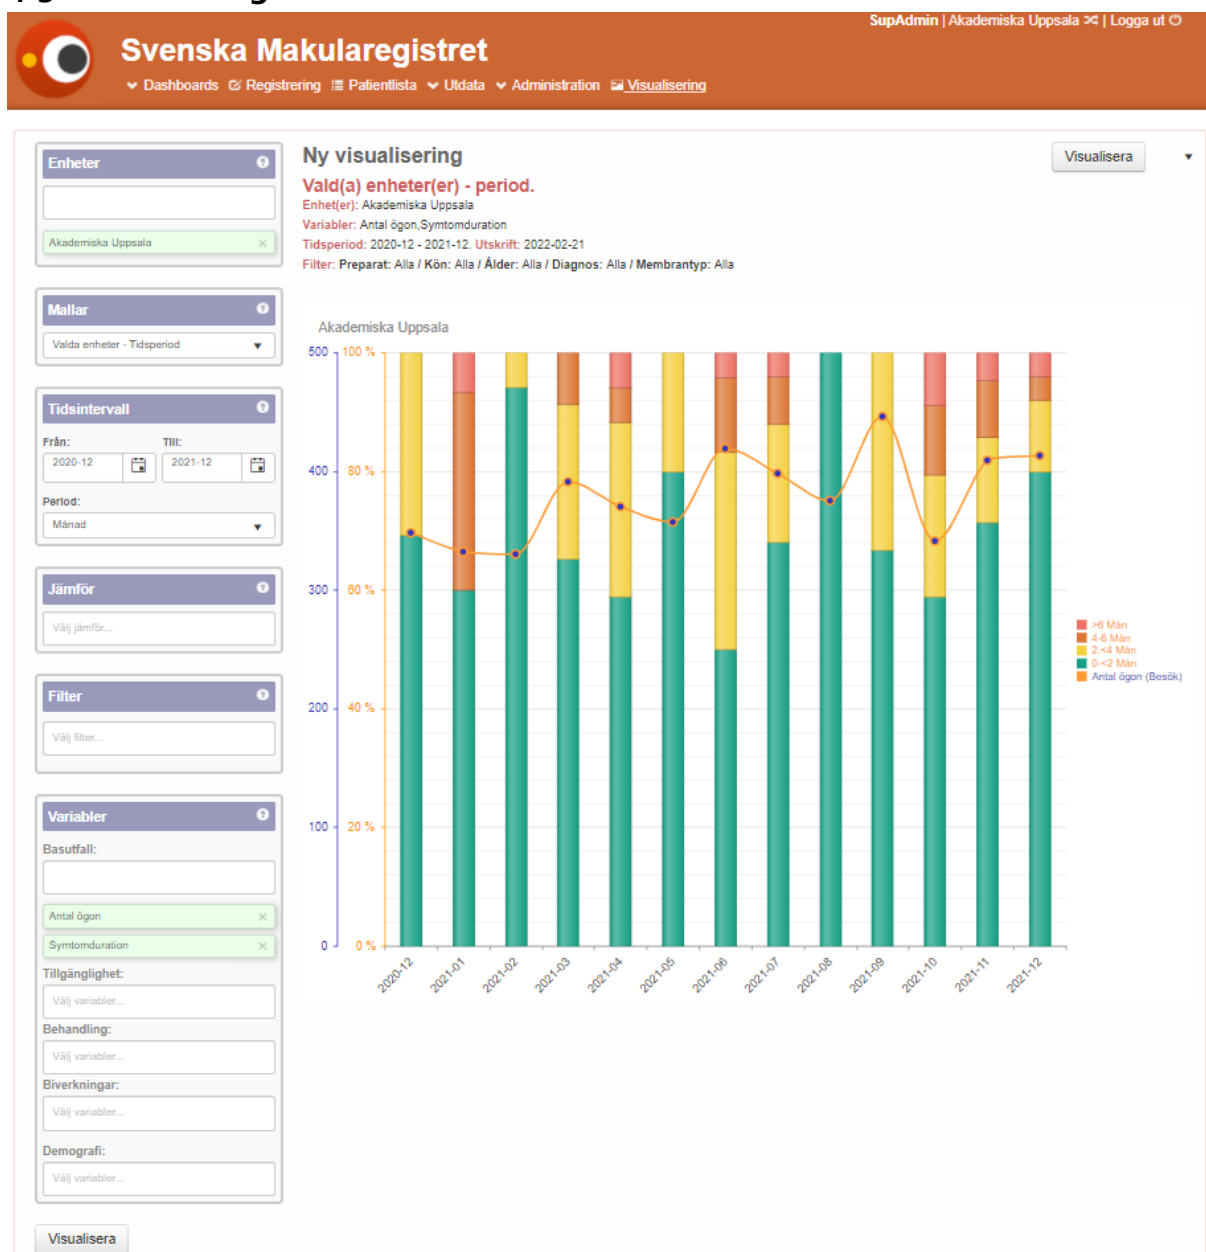 SupAdmin | Akademiska Uppsala | Logga ut
Svenska Makularegistret
Dashboards Registrering Patientlista Utdata Administration Visualisering
Enheter
Akademiska Uppsala
Mallar
Valda enheter - Tidsperiod
Tidsintervall
Från: Till:
2020-12 2021-12
Period:
Månad
Jämför
Välj jämför...
Filter
Välj filter...
Variabler
Basutfall:
Antal ögon
Symtomduration
Tillgänglighet:
Välj variabler...
Behandling:
Välj variabler...
Biverkningar:
Välj variabler...
Demografi:
Välj variabler...
Visualisera
Ny visualisering
Visualisera
Vald(a) enheter(er) - period.
Enhet(er): Akademiska Uppsala
Variabler: Antal ögon,Symtomduration
Tidsperiod: 2020-12 - 2021-12. Utskrift: 2022-02-21
Filter: Preparat: Alla / Kön: Alla / Ålder: Alla / Diagnos: Alla / Membrantyp: Alla
Akademiska Uppsala
500 100 %
400 80 %
300 60 %
200 40 %
100 20 %
0 0 %
2020-12 2021-01 2021-02 2021-03 2021-04 2021-05 2021-06 2021-07 2021-08 2021-09 2021-10 2021-11 2021-12
>6 Mån
4-6 Mån
2.<4 Mån
0-<2 Mån
Antal ögon (Besök)